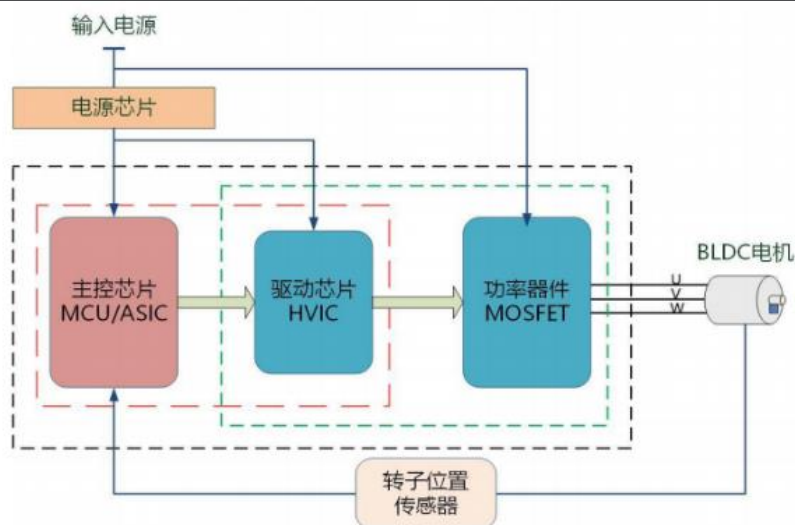 输入电源
电源芯片
主控芯片
MCU/ASIC
驱动芯片
HVIC
功率器件
MOSFET
U
V
W
BLDC电机
转子位置
传感器